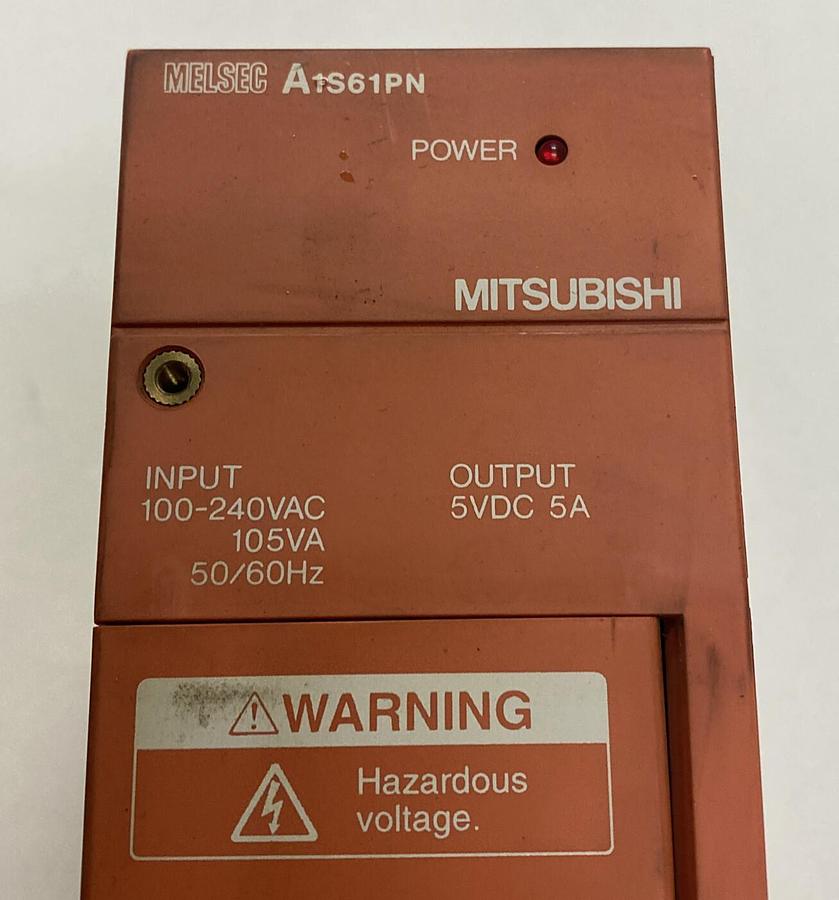 MELSEC A1S61PN
POWER
MITSUBISHI
INPUT
100-240VAC
105VA
50/60Hz
OUTPUT
5VDC 5A
WARNING
Hazardous
voltage.